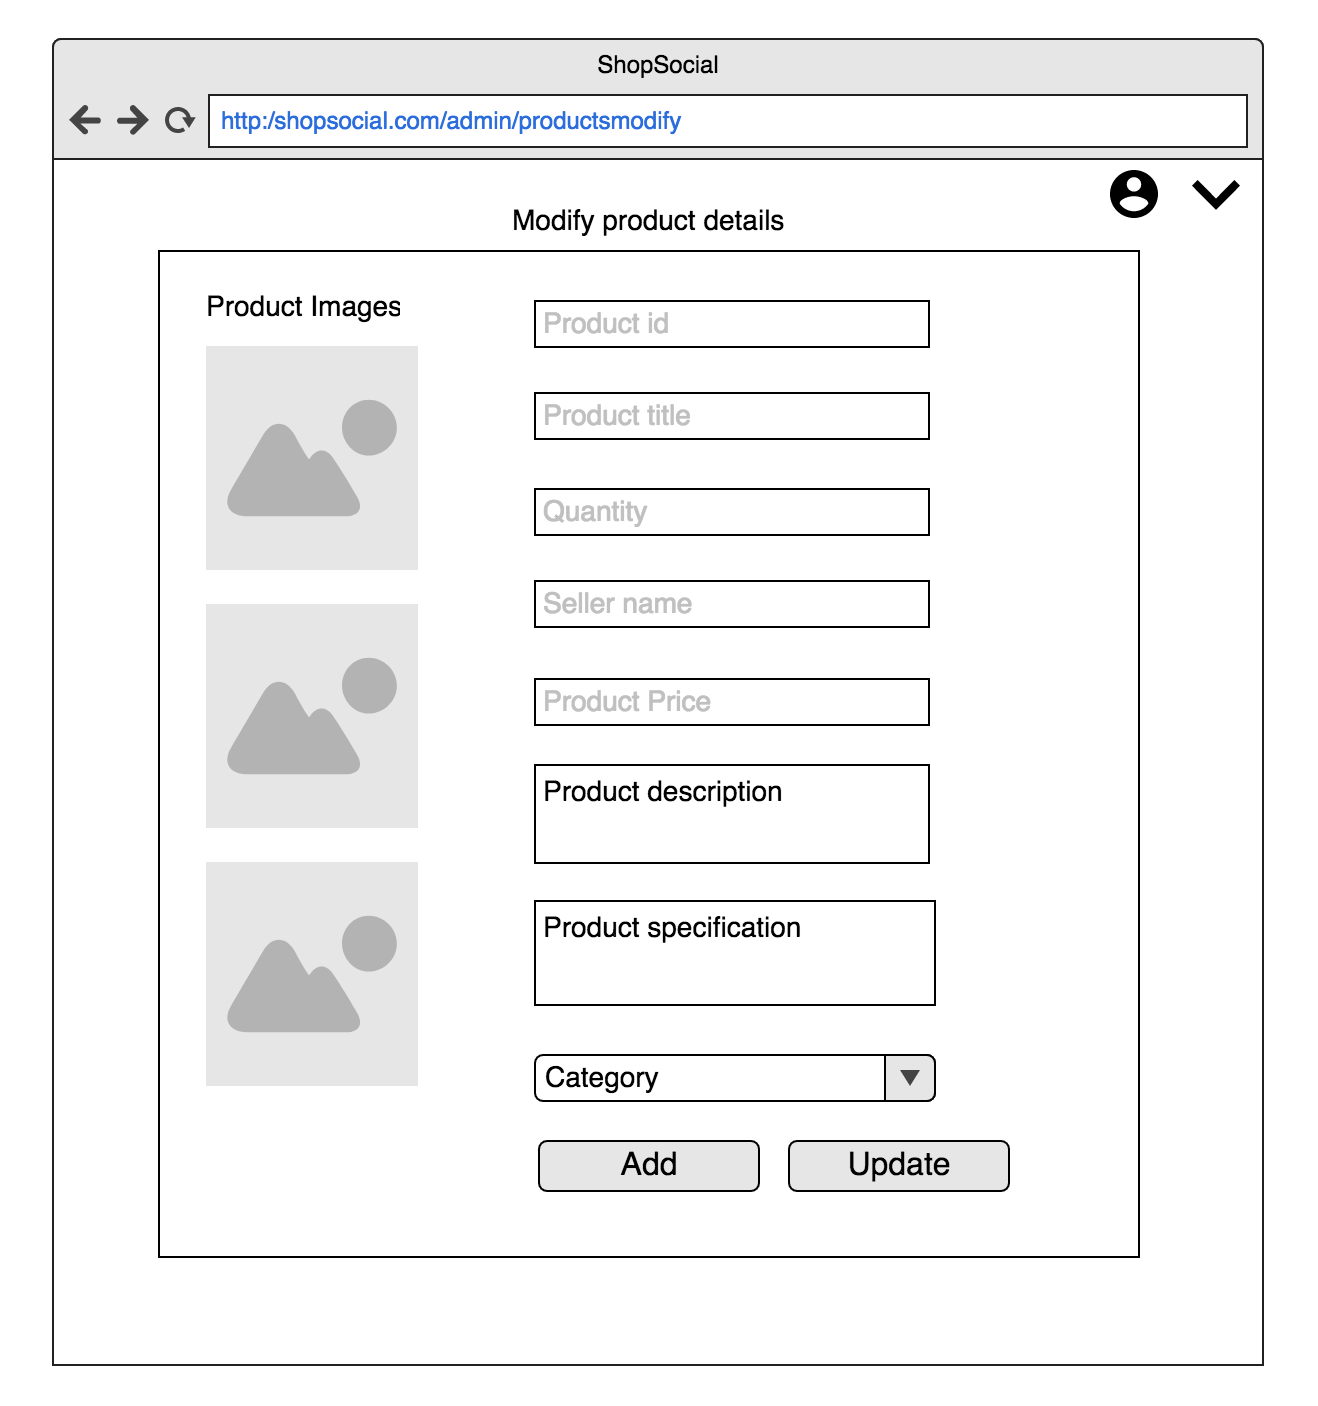 ShopSocial
http:/shopsocial.com/admin/productsmodify
Modify product details
Product Images
Product id
Product title
Quantity
Seller name
Product Price
Product description
Product specification
Category
Add
Update